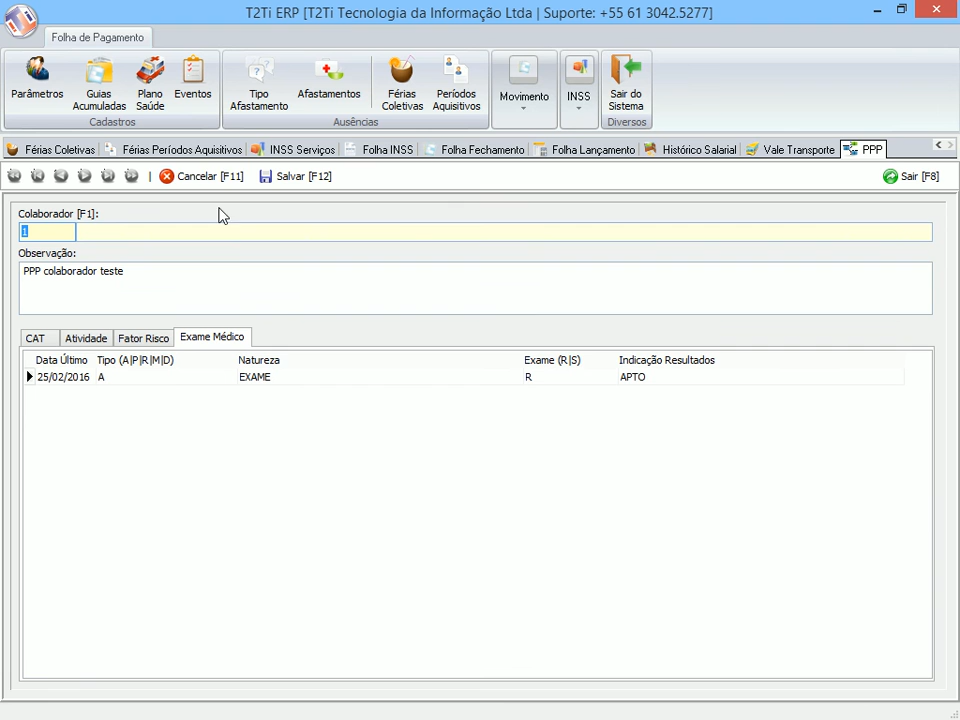 T2Ti ERP [T2Ti Tecnologia da Informação Ltda | Suporte: +55 61 3042.5277]
Folha de Pagamento
Parâmetros
Guias Acumuladas
Plano Saúde
Eventos
Cadastros
Tipo Afastamento
Afastamentos
Férias Coletivas
Períodos Aquisitivos
Ausências
Movimento
INSS
Sair do Sistema
Diversos
Férias Coletivas
Férias Períodos Aquisitivos
INSS Serviços
Folha INSS
Folha Fechamento
Folha Lançamento
Histórico Salarial
Vale Transporte
PPP
Cancelar [F11]
Salvar [F12]
Sair [F8]
Colaborador [F1]:
1
Observação:
PPP colaborador teste
CAT
Atividade
Fator Risco
Exame Médico
Data Último Tipo (A|P|R|M|D) Natureza Exame (R|S) Indicação Resultados
25/02/2016 A EXAME R APTO